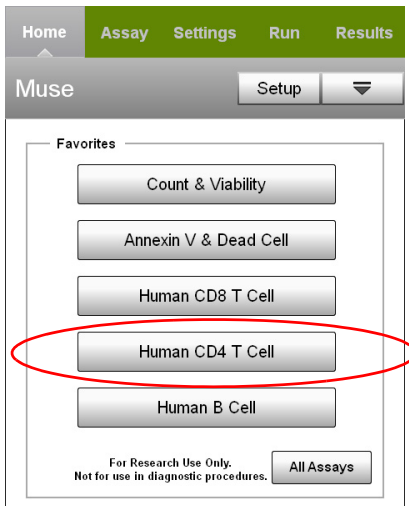 Home Assay Settings Run Results
Muse Setup
Favorites
Count & Viability
Annexin V & Dead Cell
Human CD8 T Cell
Human CD4 T Cell
Human B Cell
For Research Use Only.
Not for use in diagnostic procedures.
All Assays